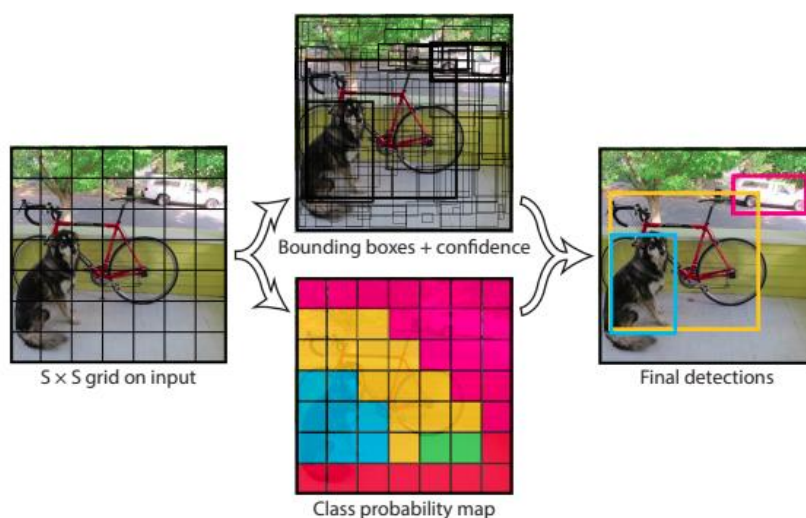 Bounding boxes + confidence
S × S grid on input
Final detections
Class probability map